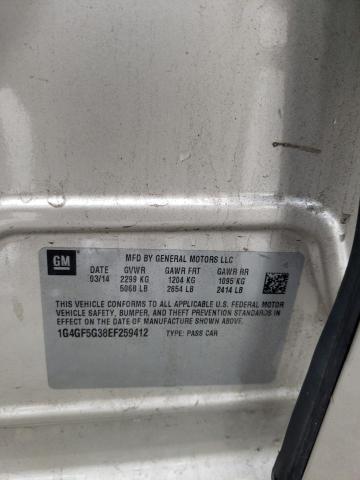 GM
MFD BY GENERAL MOTORS LLC
DATE GVWR GAWR FRT GAWR RR
03/14 2299 KG 1204 KG 1095 KG
5068 LB 2654 LB 2414 LB
THIS VEHICLE CONFORMS TO ALL APPLICABLE U.S. FEDERAL MOTOR
VEHICLE SAFETY, BUMPER, AND THEFT PREVENTION STANDARDS IN
EFFECT ON THE DATE OF MANUFACTURE SHOWN ABOVE.
1G4GF5G38EF259412 TYPE: PASS CAR